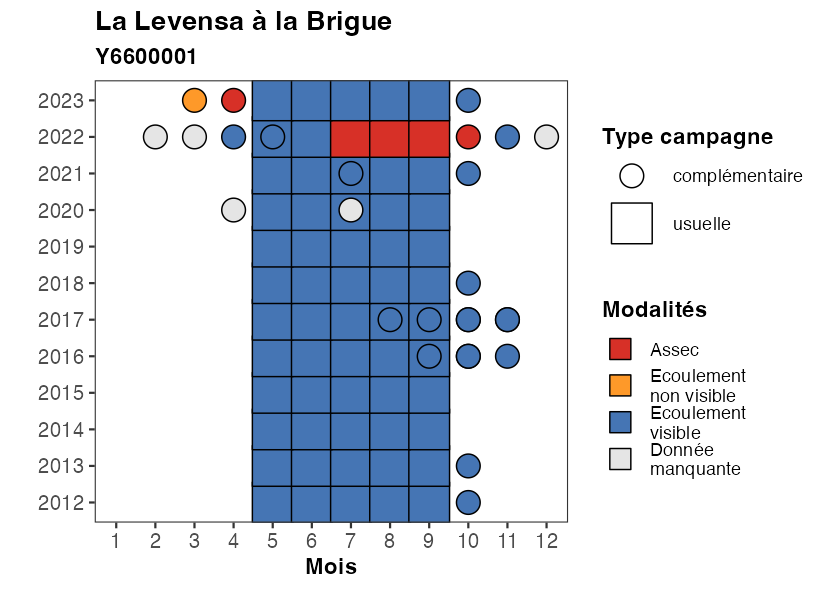 La Levensa à la Brigue
Y6600001
2023
2022
2021
2020
2019
2018
2017
2016
2015
2014
2013
2012
1 2 3 4 5 6 7 8 9 10 11 12
Mois
Type campagne
complémentaire
usuelle
Modalités
Assec
Ecoulement
non visible
Ecoulement
visible
Donnée
manquante